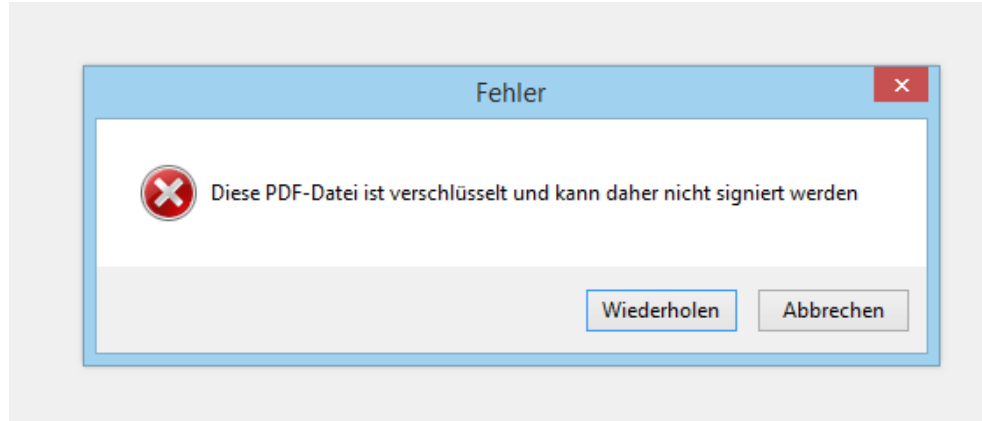 Fehler
Diese PDF-Datei ist verschlüsselt und kann daher nicht signiert werden
Wiederholen Abbrechen